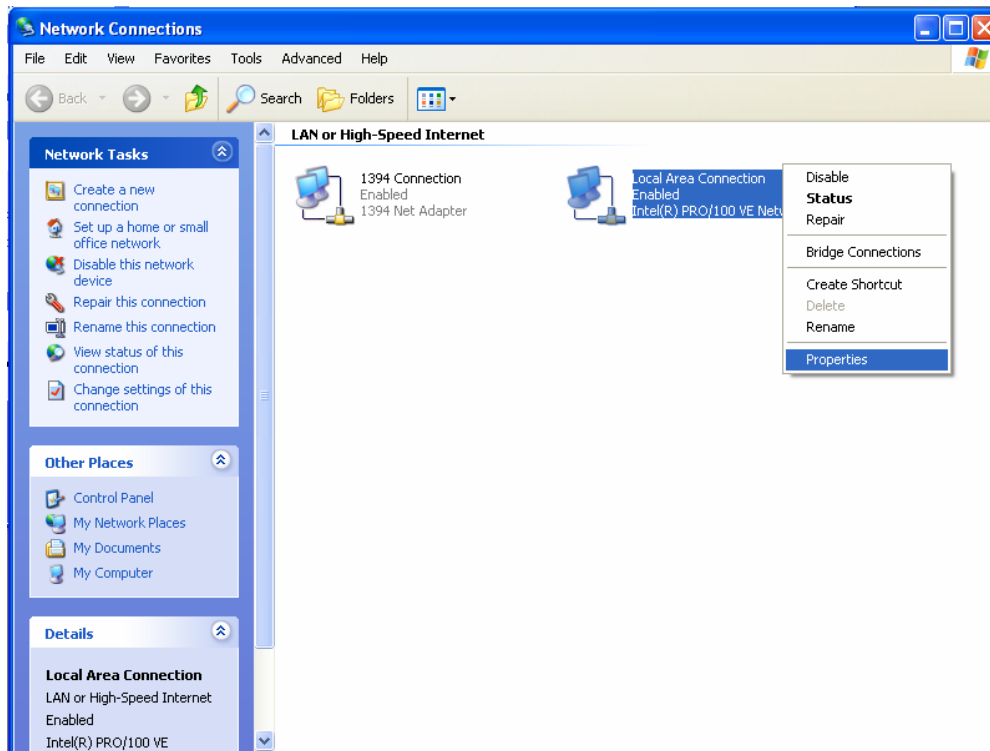 Network Connections
File Edit View Favorites Tools Advanced Help
Back Search Folders
Network Tasks
Create a new
connection
Set up a home or small
office network
Disable this network
device
Repair this connection
Rename this connection
View status of this
connection
Change settings of this
connection
Other Places
Control Panel
My Network Places
My Documents
My Computer
Details
Local Area Connection
LAN or High-Speed Internet
Enabled
Intel(R) PRO/100 VE
LAN or High-Speed Internet
1394 Connection
Enabled
1394 Net Adapter
Local Area Connection
Enabled
Intel(R) PRO/100 VE Netw
Disable
Status
Repair
Bridge Connections
Create Shortcut
Delete
Rename
Properties